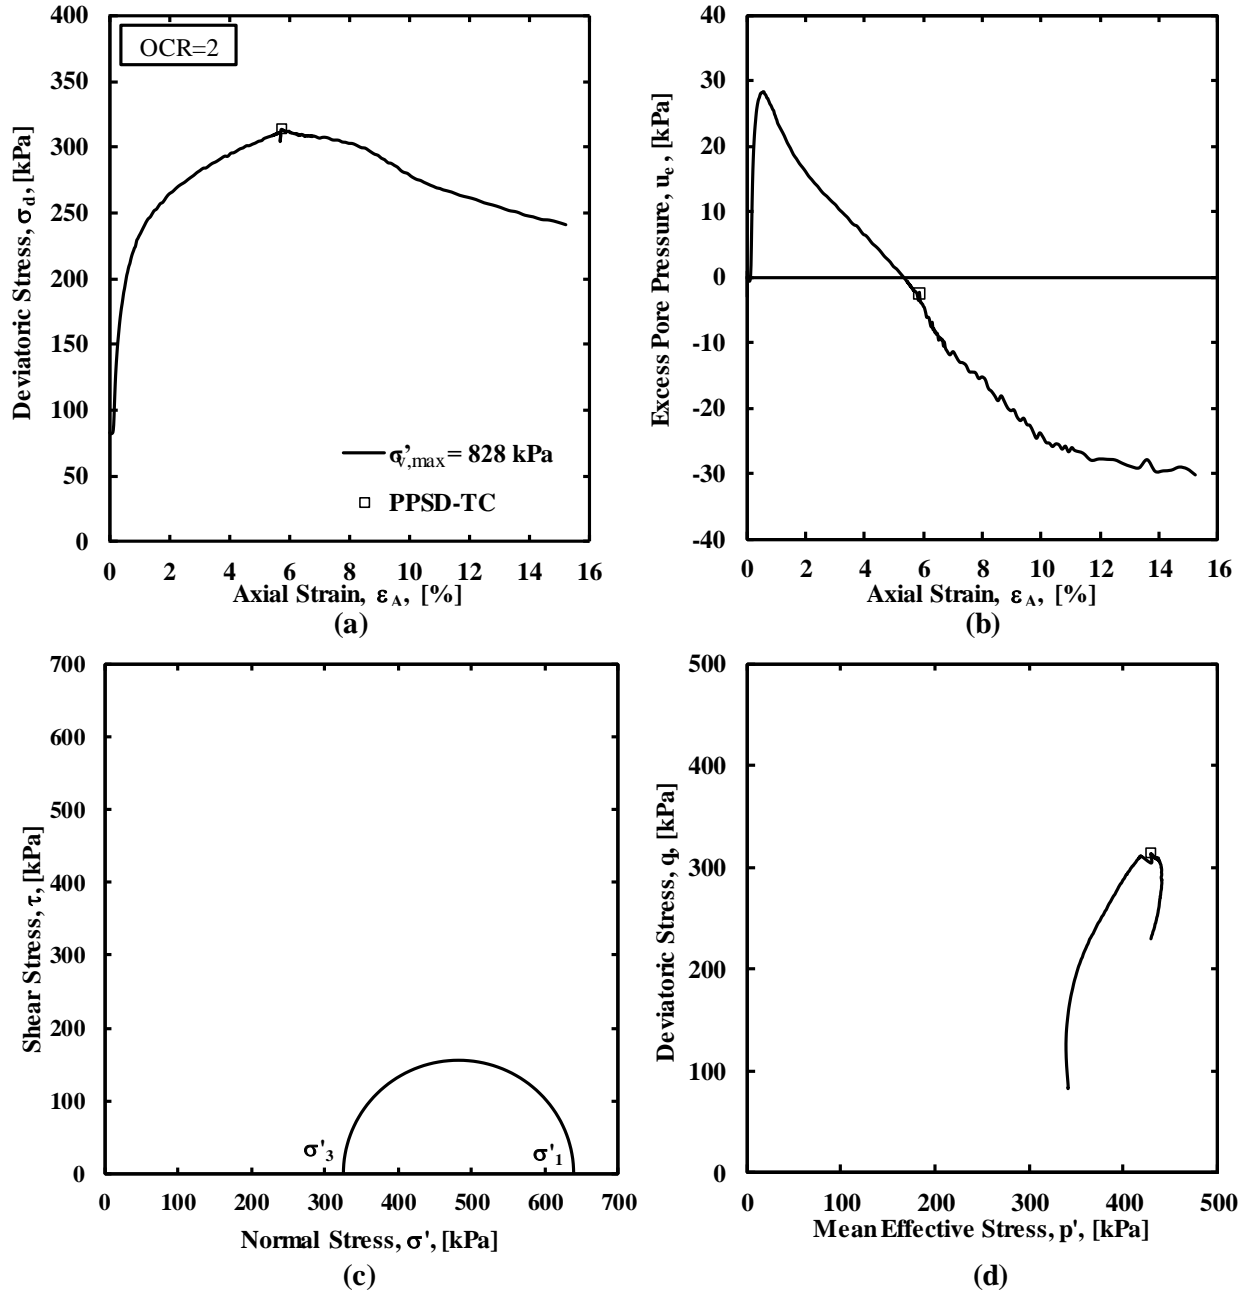 OCR=2
Deviatoric Stress, σd, [kPa]
400
350
300
250
200
150
100
50
0
σ'v,max = 828 kPa
PPSD-TC
0 2 4 6 8 10 12 14 16
Axial Strain, εA, [%]
(a)
Excess Pore Pressure, ue, [kPa]
40
30
20
10
0
-10
-20
-30
-40
0 2 4 6 8 10 12 14 16
Axial Strain, εA, [%]
(b)
Shear Stress, τ, [kPa]
700
600
500
400
300
200
100
0
σ'3 σ'1
0 100 200 300 400 500 600 700
Normal Stress, σ', [kPa]
(c)
Deviatoric Stress, q, [kPa]
500
400
300
200
100
0
0 100 200 300 400 500
Mean Effective Stress, p', [kPa]
(d)